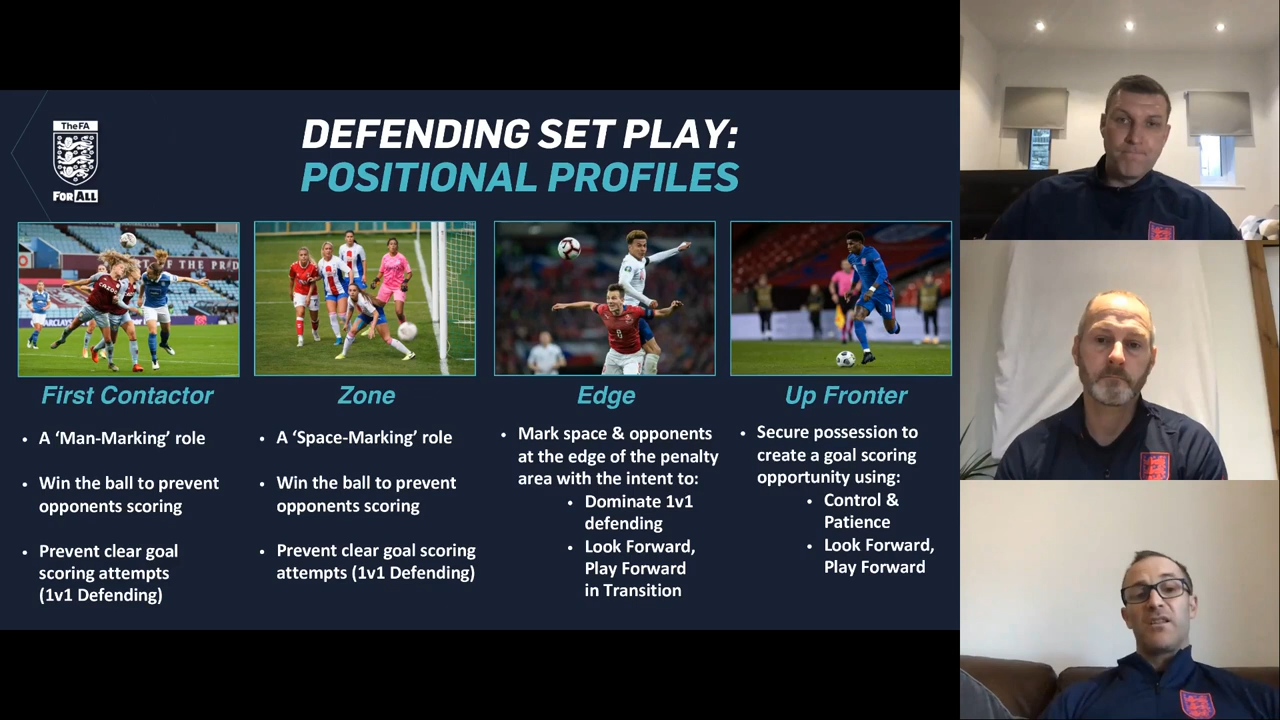 TheFA
FOR ALL
DEFENDING SET PLAY:
POSITIONAL PROFILES
First Contactor
• A ‘Man-Marking’ role
• Win the ball to prevent
opponents scoring
• Prevent clear goal
scoring attempts
(1v1 Defending)
Zone
• A ‘Space-Marking’ role
• Win the ball to prevent
opponents scoring
• Prevent clear goal scoring
attempts (1v1 Defending)
Edge
• Mark space & opponents
at the edge of the penalty
area with the intent to:
• Dominate 1v1
defending
• Look Forward,
Play Forward
in Transition
Up Fronter
• Secure possession to
create a goal scoring
opportunity using:
• Control &
Patience
• Look Forward,
Play Forward